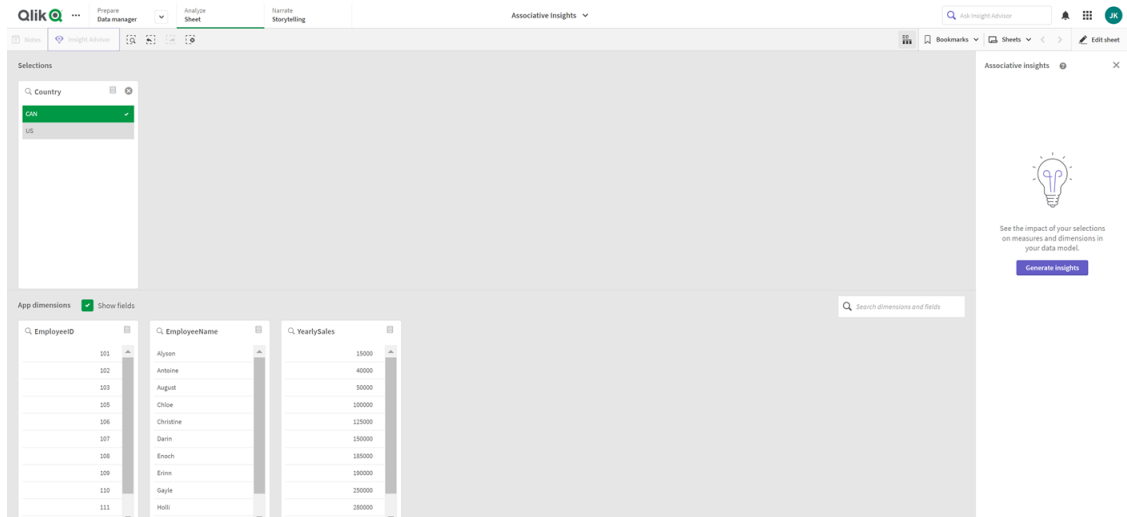 Qlik
Prepare
Data manager
Analyze
Sheet
Narrate
Storytelling
Associative Insights
Ask Insight Advisor
JK
Notes
Insight Advisor
Bookmarks
Sheets
Edit sheet
Selections
Associative insights
Country
CAN
US
See the impact of your selections
on measures and dimensions in
your data model.
Generate insights
App dimensions
Show fields
Search dimensions and fields
EmployeeID
EmployeeName
YearlySales
101
Alyson
15000
102
Antoine
40000
103
August
50000
105
Chloe
100000
106
Christine
125000
107
Darin
150000
108
Enoch
185000
109
Erinn
190000
110
Gayle
250000
111
Holli
280000